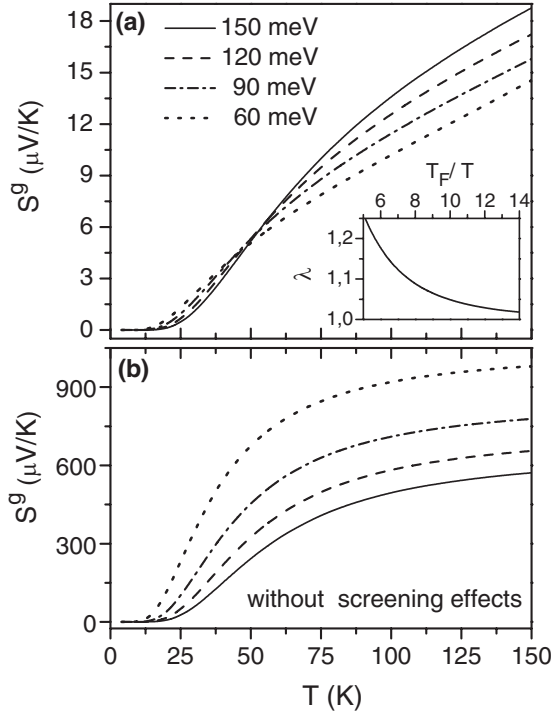 (a)
150 meV
120 meV
90 meV
60 meV
18
15
12
9
6
3
0
S^g (μV/K)
T_F/ T
6 8 10 12 14
1,2
1,1
1,0
λ
(b)
900
600
300
0
S^g (μV/K)
without screening effects
0 25 50 75 100 125 150
T (K)